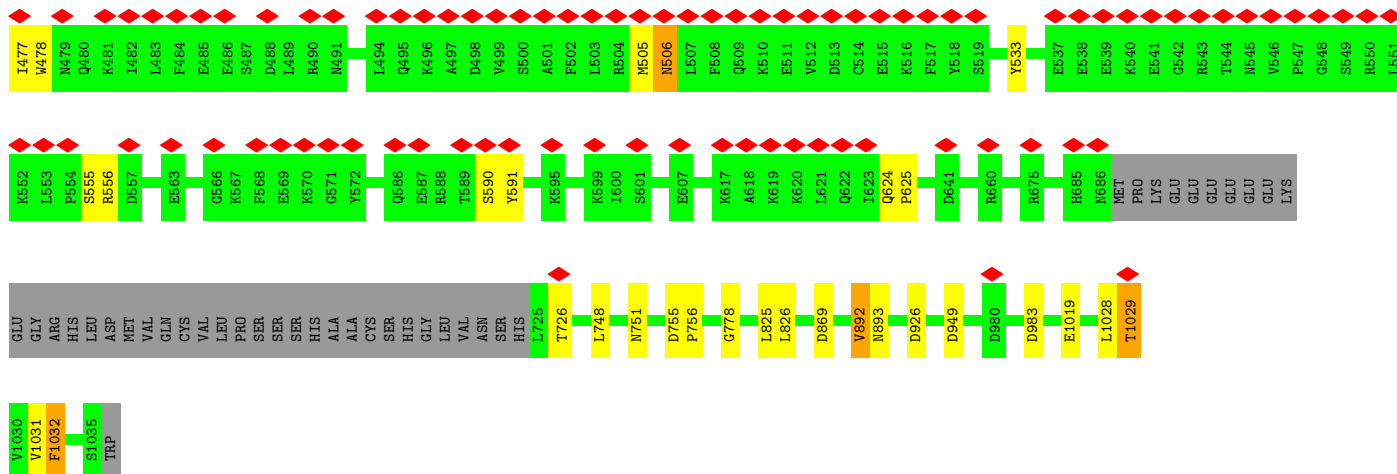 I477 W478 N479 Q480 K481 I482 L483 F484 E485 E486 S487 D488 L489 R490 N491 L494 Q495 K496 A497 D498 V499 S500 A501 F502 L503 R504 M505 N506 L507 F508 Q509 K510 E511 V512 D513 C514 E515 K516 F517 Y518 S519 Y533 E537 E538 E539 K540 E541 G542 R543 T544 N545 V546 P547 G548 S549 R550 L551
K552 L553 P554 S555 R556 D557 E563 G566 K567 F568 E569 K570 G571 Y572 Q586 E587 R588 T589 S590 Y591 K595 K599 I600 S601 E607 K617 A618 K619 K620 L621 Q622 I623 Q624 P625 D641 R660 R675 H685 N686 MET PRO LYS GLU GLU GLU GLU GLU GLU LYS
GLU GLY ARG HIS LEU ASP MET VAL GLN CYS VAL LEU PRO SER SER SER HIS ALA ALA CYS SER HIS GLY LEU VAL ASN SER HIS L725 T726 L748 N751 D755 P756 G778 L825 L826 D869 V892 N893 D926 D949 D980 D983 E1019 L1028 T1029
V1030 V1031 F1032 S1035 TRP